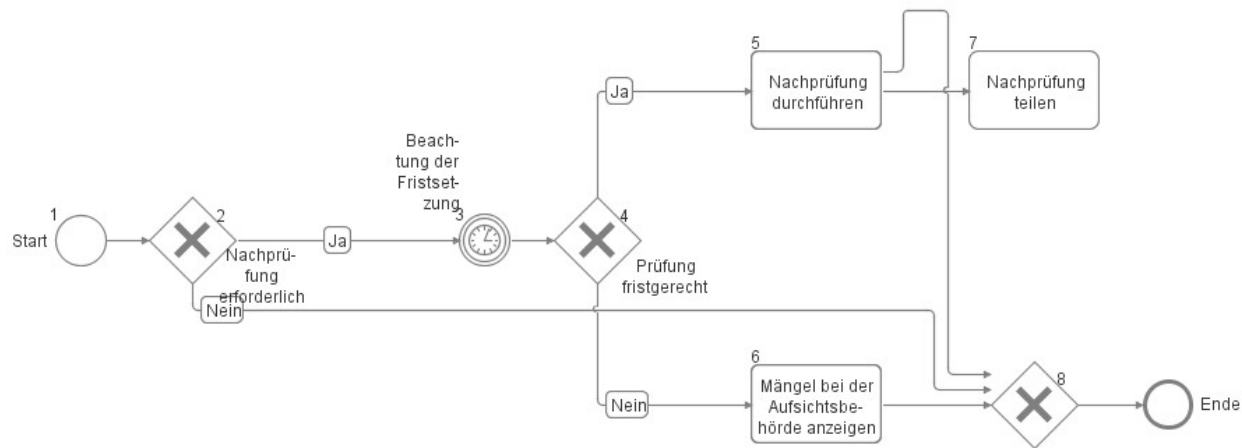 5
7
Nachprüfung
durchführen
Nachprüfung
teilen
Ja
Beach-
tung der
Fristset-
zung
1
2
3
4
Start
Ja
Nachprü-
fung
erforderlich
Prüfung
fristgerecht
Nein
6
8
Nein
Mängel bei der
Aufsichtsbe-
hörde anzeigen
Ende